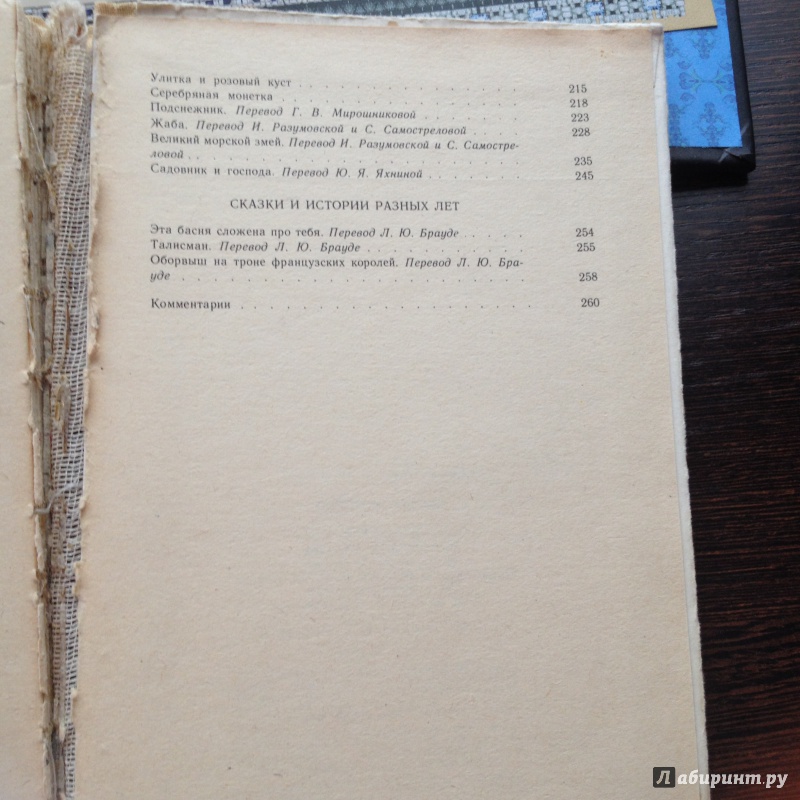 Улитка и розовый куст . . . . . . . . . . . . . . . 215
Серебряная монетка . . . . . . . . . . . . . . . . 218
Подснежник. Перевод Г. В. Мирошниковой . . . . . . . 223
Жаба. Перевод И. Разумовской и С. Самостреловой . . . . 228
Великий морской змей. Перевод И. Разумовской и С. Самостре-
ловой . . . . . . . . . . . . . . . . . . . . . 235
Садовник и господа. Перевод Ю. Я. Яхниной . . . . . . . 245
СКАЗКИ И ИСТОРИИ РАЗНЫХ ЛЕТ
Эта басня сложена про тебя. Перевод Л. Ю. Брауде . . . . 254
Талисман. Перевод Л. Ю. Брауде . . . . . . . . . . . 255
Оборвыш на троне французских королей. Перевод Л. Ю. Бра-
уде . . . . . . . . . . . . . . . . . . . . . . 258
Комментарии . . . . . . . . . . . . . . . . . . . 260
Лабиринт.ру